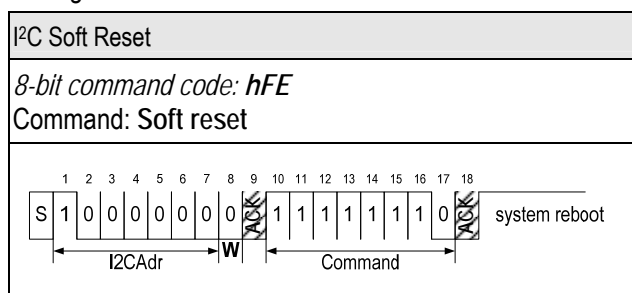 I²C Soft Reset
8-bit command code: hFE
Command: Soft reset
1 2 3 4 5 6 7 8 9 10 11 12 13 14 15 16 17 18
S 1 0 0 0 0 0 0 0 ACK 1 1 1 1 1 1 1 0 ACK system reboot
I2CAdr W Command